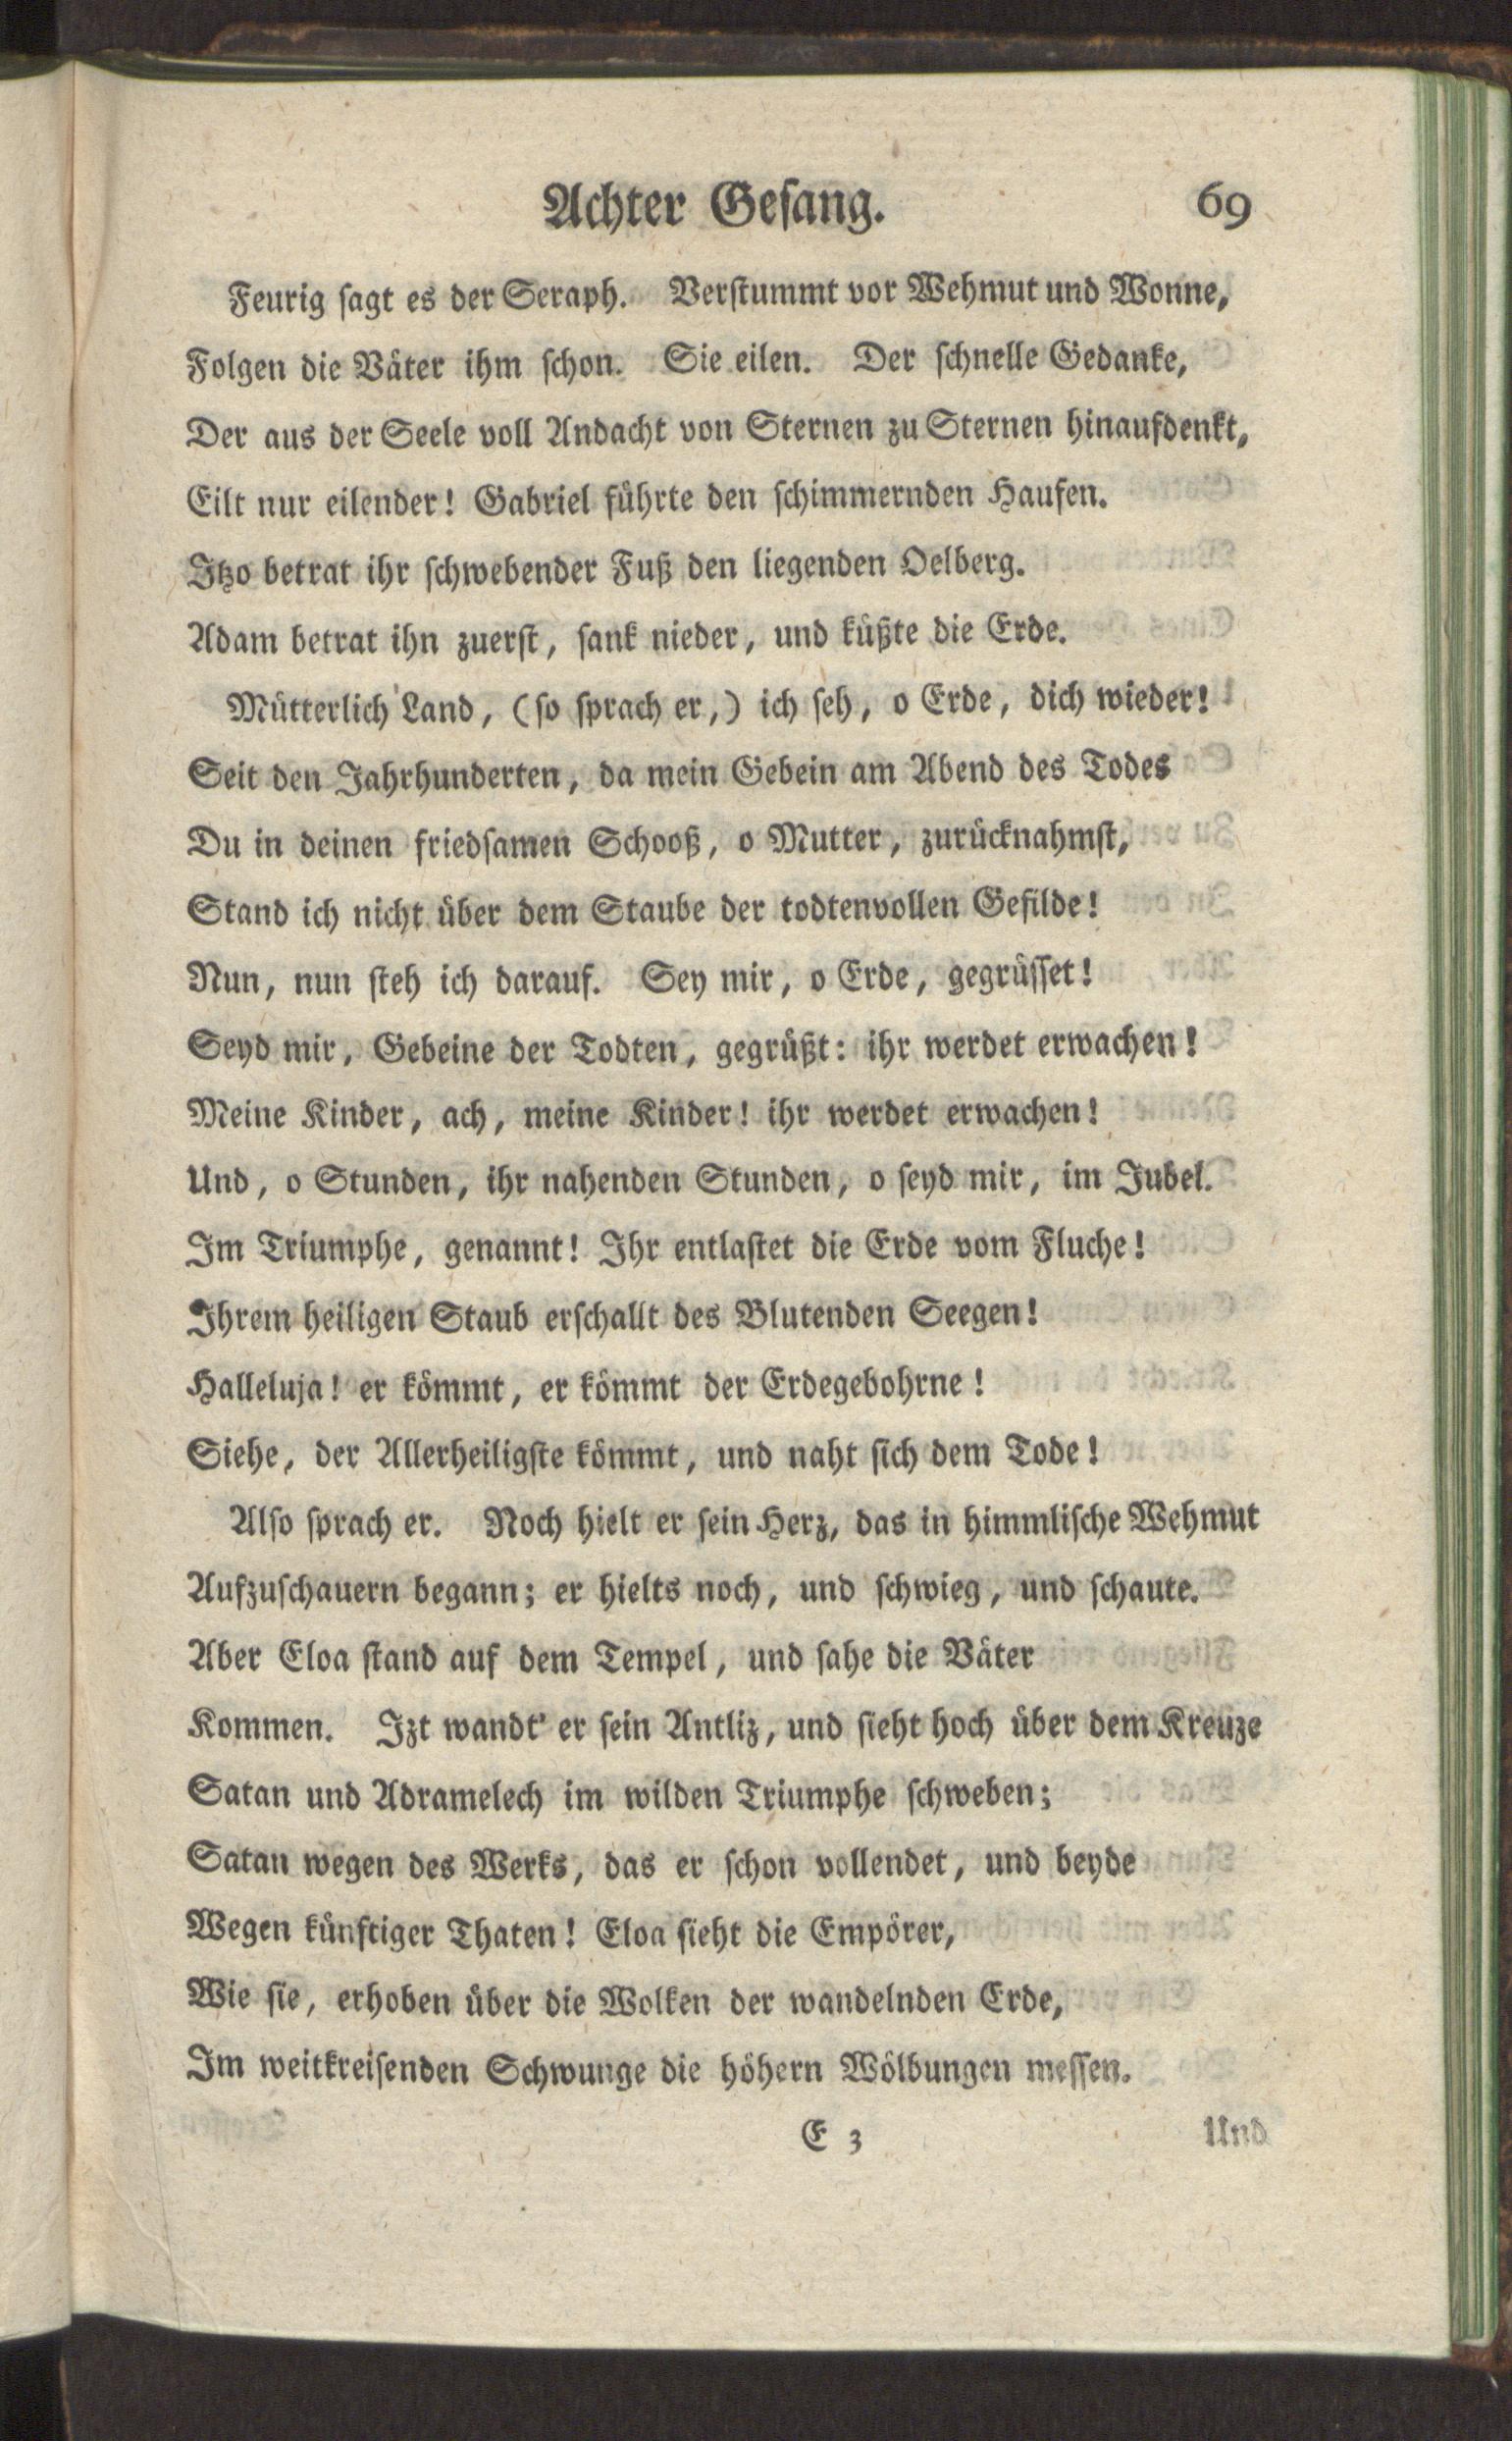 Achter Gesang. 69
Feurig sagt es der Seraph. Verstummt vor Wehmut und Wonne,
Folgen die Väter ihm schon. Sie eilen. Der schnelle Gedanke,
Der aus der Seele voll Andacht von Sternen zu Sternen hinaufdenkt,
Eilt nur eilender! Gabriel führte den schimmernden Haufen.
Itzo betrat ihr schwebender Fuß den liegenden Oelberg.
Adam betrat ihn zuerst, sank nieder, und küßte die Erde.
Mütterlich Land, (so sprach er,) ich seh, o Erde, dich wieder!
Seit den Jahrhunderten, da mein Gebein am Abend des Todes
Du in deinen friedsamen Schooß, o Mutter, zurücknahmst,
Stand ich nicht über dem Staube der todtenvollen Gefilde!
Nun, nun steh ich darauf. Sey mir, o Erde, gegrüsset!
Seyd mir, Gebeine der Todten, gegrüßt: ihr werdet erwachen!
Meine Kinder, ach, meine Kinder! ihr werdet erwachen!
Und, o Stunden, ihr nahenden Stunden, o seyd mir, im Jubel.
Im Triumphe, genannt! Ihr entlastet die Erde vom Fluche!
Ihrem heiligen Staub erschallt des Blutenden Seegen!
Halleluja! er kömmt, er kömmt der Erdegebohrne!
Siehe, der Allerheiligste kömmt, und naht sich dem Tode!
Also sprach er. Noch hielt er sein Herz, das in himmlische Wehmut
Aufzuschauern begann; er hielts noch, und schwieg, und schaute.
Aber Eloa stand auf dem Tempel, und sahe die Väter
Kommen. Izt wandt' er sein Antliz, und sieht hoch über dem Kreuze
Satan und Adramelech im wilden Triumphe schweben;
Satan wegen des Werks, das er schon vollendet, und beyde
Wegen künftiger Thaten! Eloa sieht die Empörer,
Wie sie, erhoben über die Wolken der wandelnden Erde,
Im weitkreisenden Schwunge die höhern Wölbungen messen.
E 3 Und